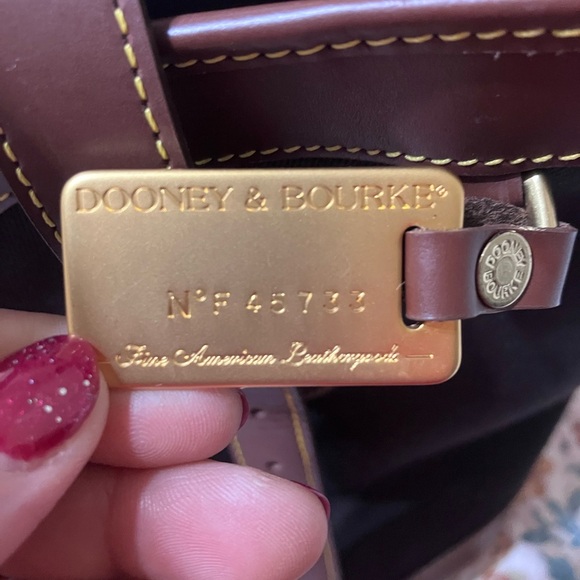 DOONEY & BOURKE®
N°F 45733
Fine American Leathergoods
DOONEY
BOURKE